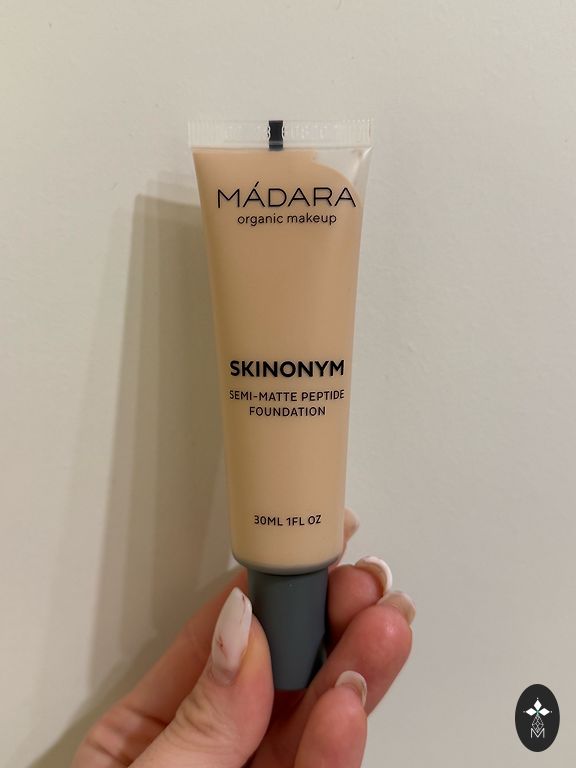 MÁDARA
organic makeup
SKINONYM
SEMI-MATTE PEPTIDE
FOUNDATION
30ML 1FL OZ